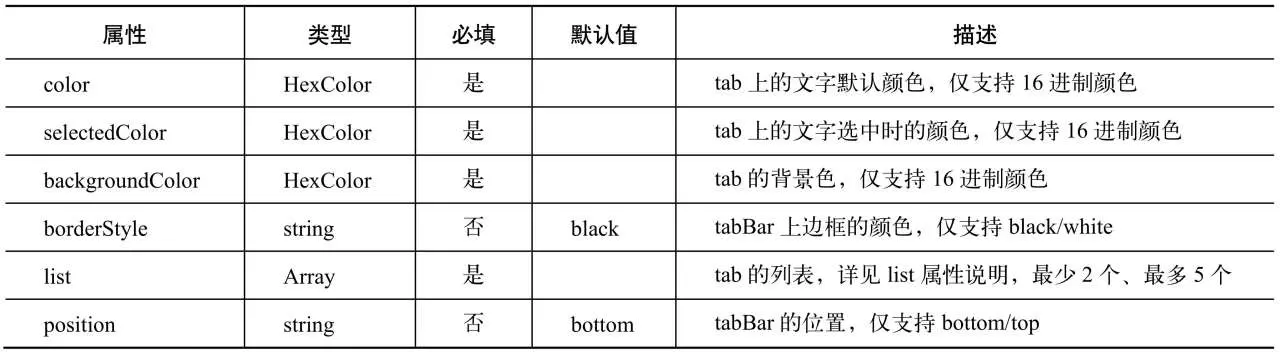 属性 类型 必填 默认值 描述
color HexColor 是 tab 上的文字默认颜色，仅支持 16 进制颜色
selectedColor HexColor 是 tab 上的文字选中时的颜色，仅支持 16 进制颜色
backgroundColor HexColor 是 tab 的背景色，仅支持 16 进制颜色
borderStyle string 否 black tabBar 上边框的颜色，仅支持 black/white
list Array 是 tab 的列表，详见 list 属性说明，最少 2 个、最多 5 个
position string 否 bottom tabBar 的位置，仅支持 bottom/top